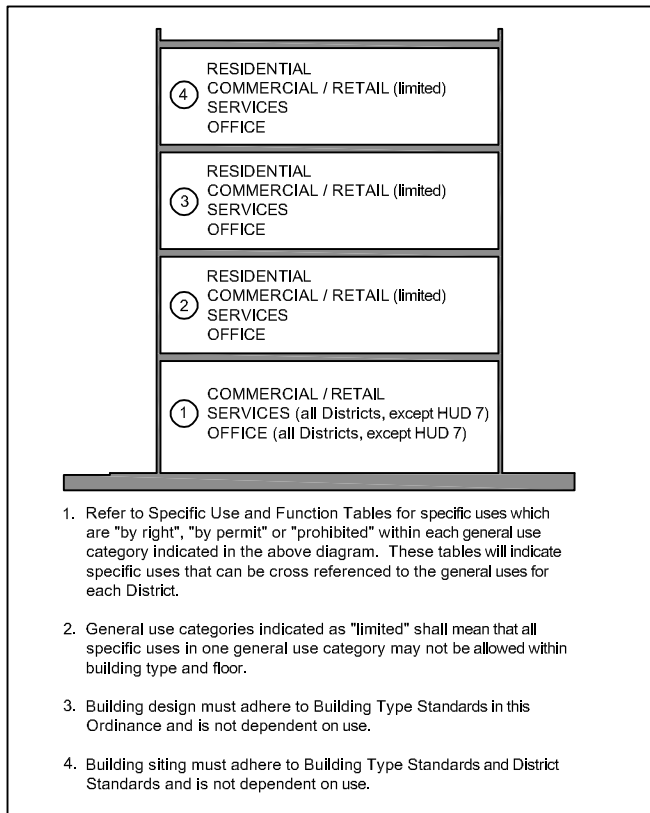 RESIDENTIAL
COMMERCIAL / RETAIL (limited)
4
SERVICES
OFFICE
RESIDENTIAL
COMMERCIAL / RETAIL (limited)
3
SERVICES
OFFICE
RESIDENTIAL
COMMERCIAL / RETAIL (limited)
2
SERVICES
OFFICE
COMMERCIAL / RETAIL
1
SERVICES (all Districts, except HUD 7)
OFFICE (all Districts, except HUD 7)
1. Refer to Specific Use and Function Tables for specific uses which
are "by right", "by permit" or "prohibited" within each general use
category indicated in the above diagram. These tables will indicate
specific uses that can be cross referenced to the general uses for
each District.
2. General use categories indicated as "limited" shall mean that all
specific uses in one general use category may not be allowed within
building type and floor.
3. Building design must adhere to Building Type Standards in this
Ordinance and is not dependent on use.
4. Building siting must adhere to Building Type Standards and District
Standards and is not dependent on use.